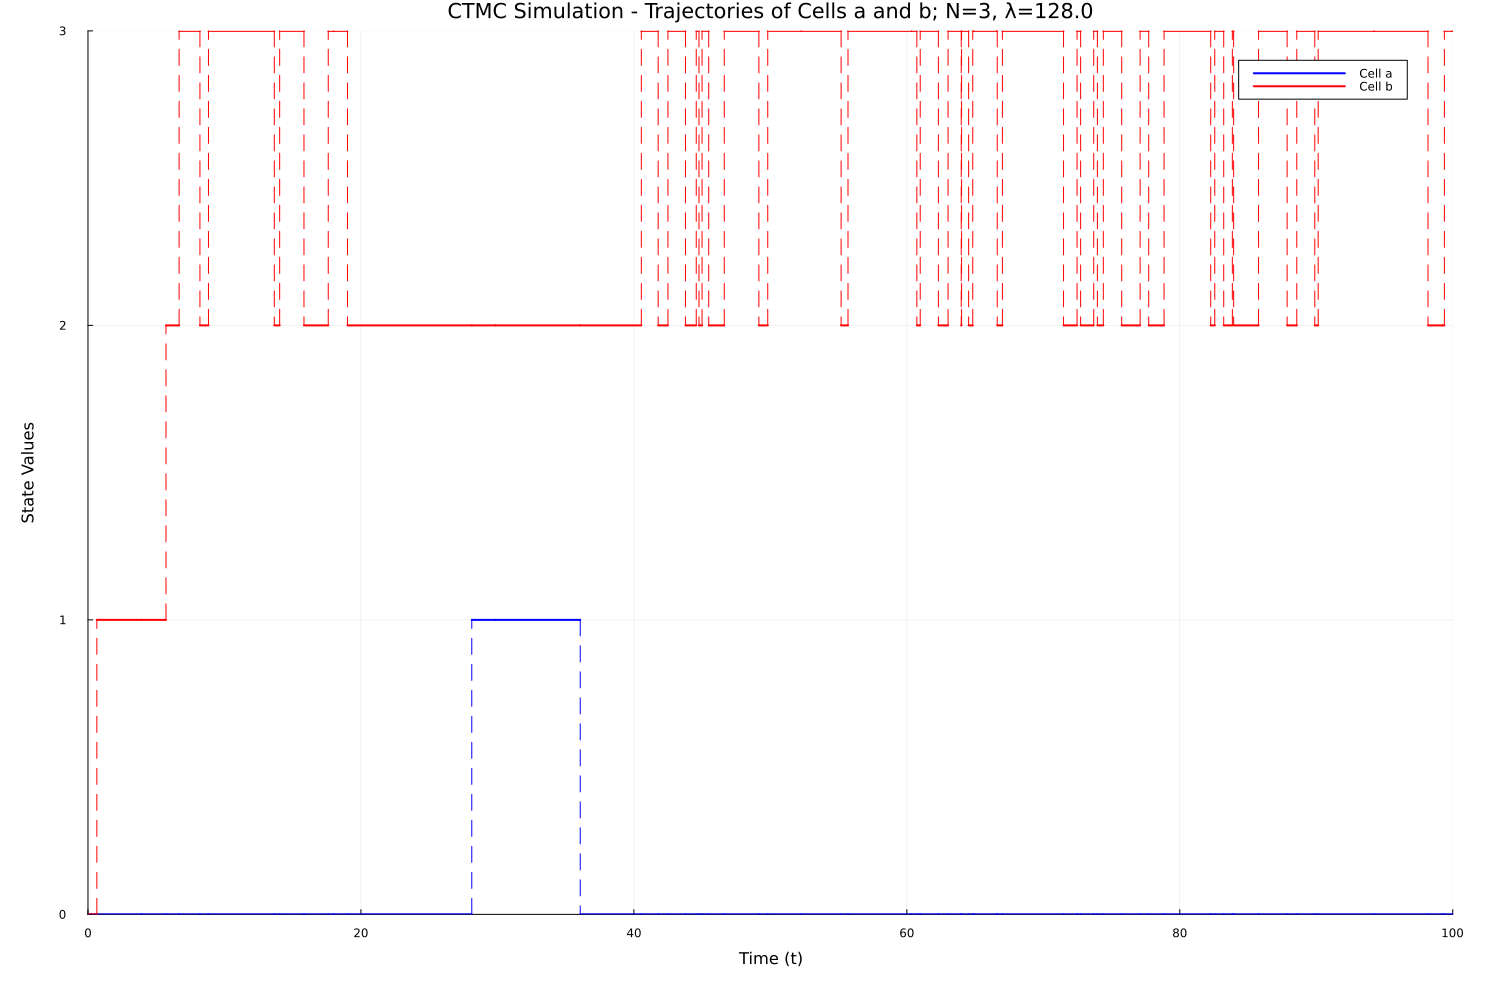 CTMC Simulation - Trajectories of Cells a and b; N=3, λ=128.0
3
Cell a
Cell b
2
State Values
1
0
0 20 40 60 80 100
Time (t)